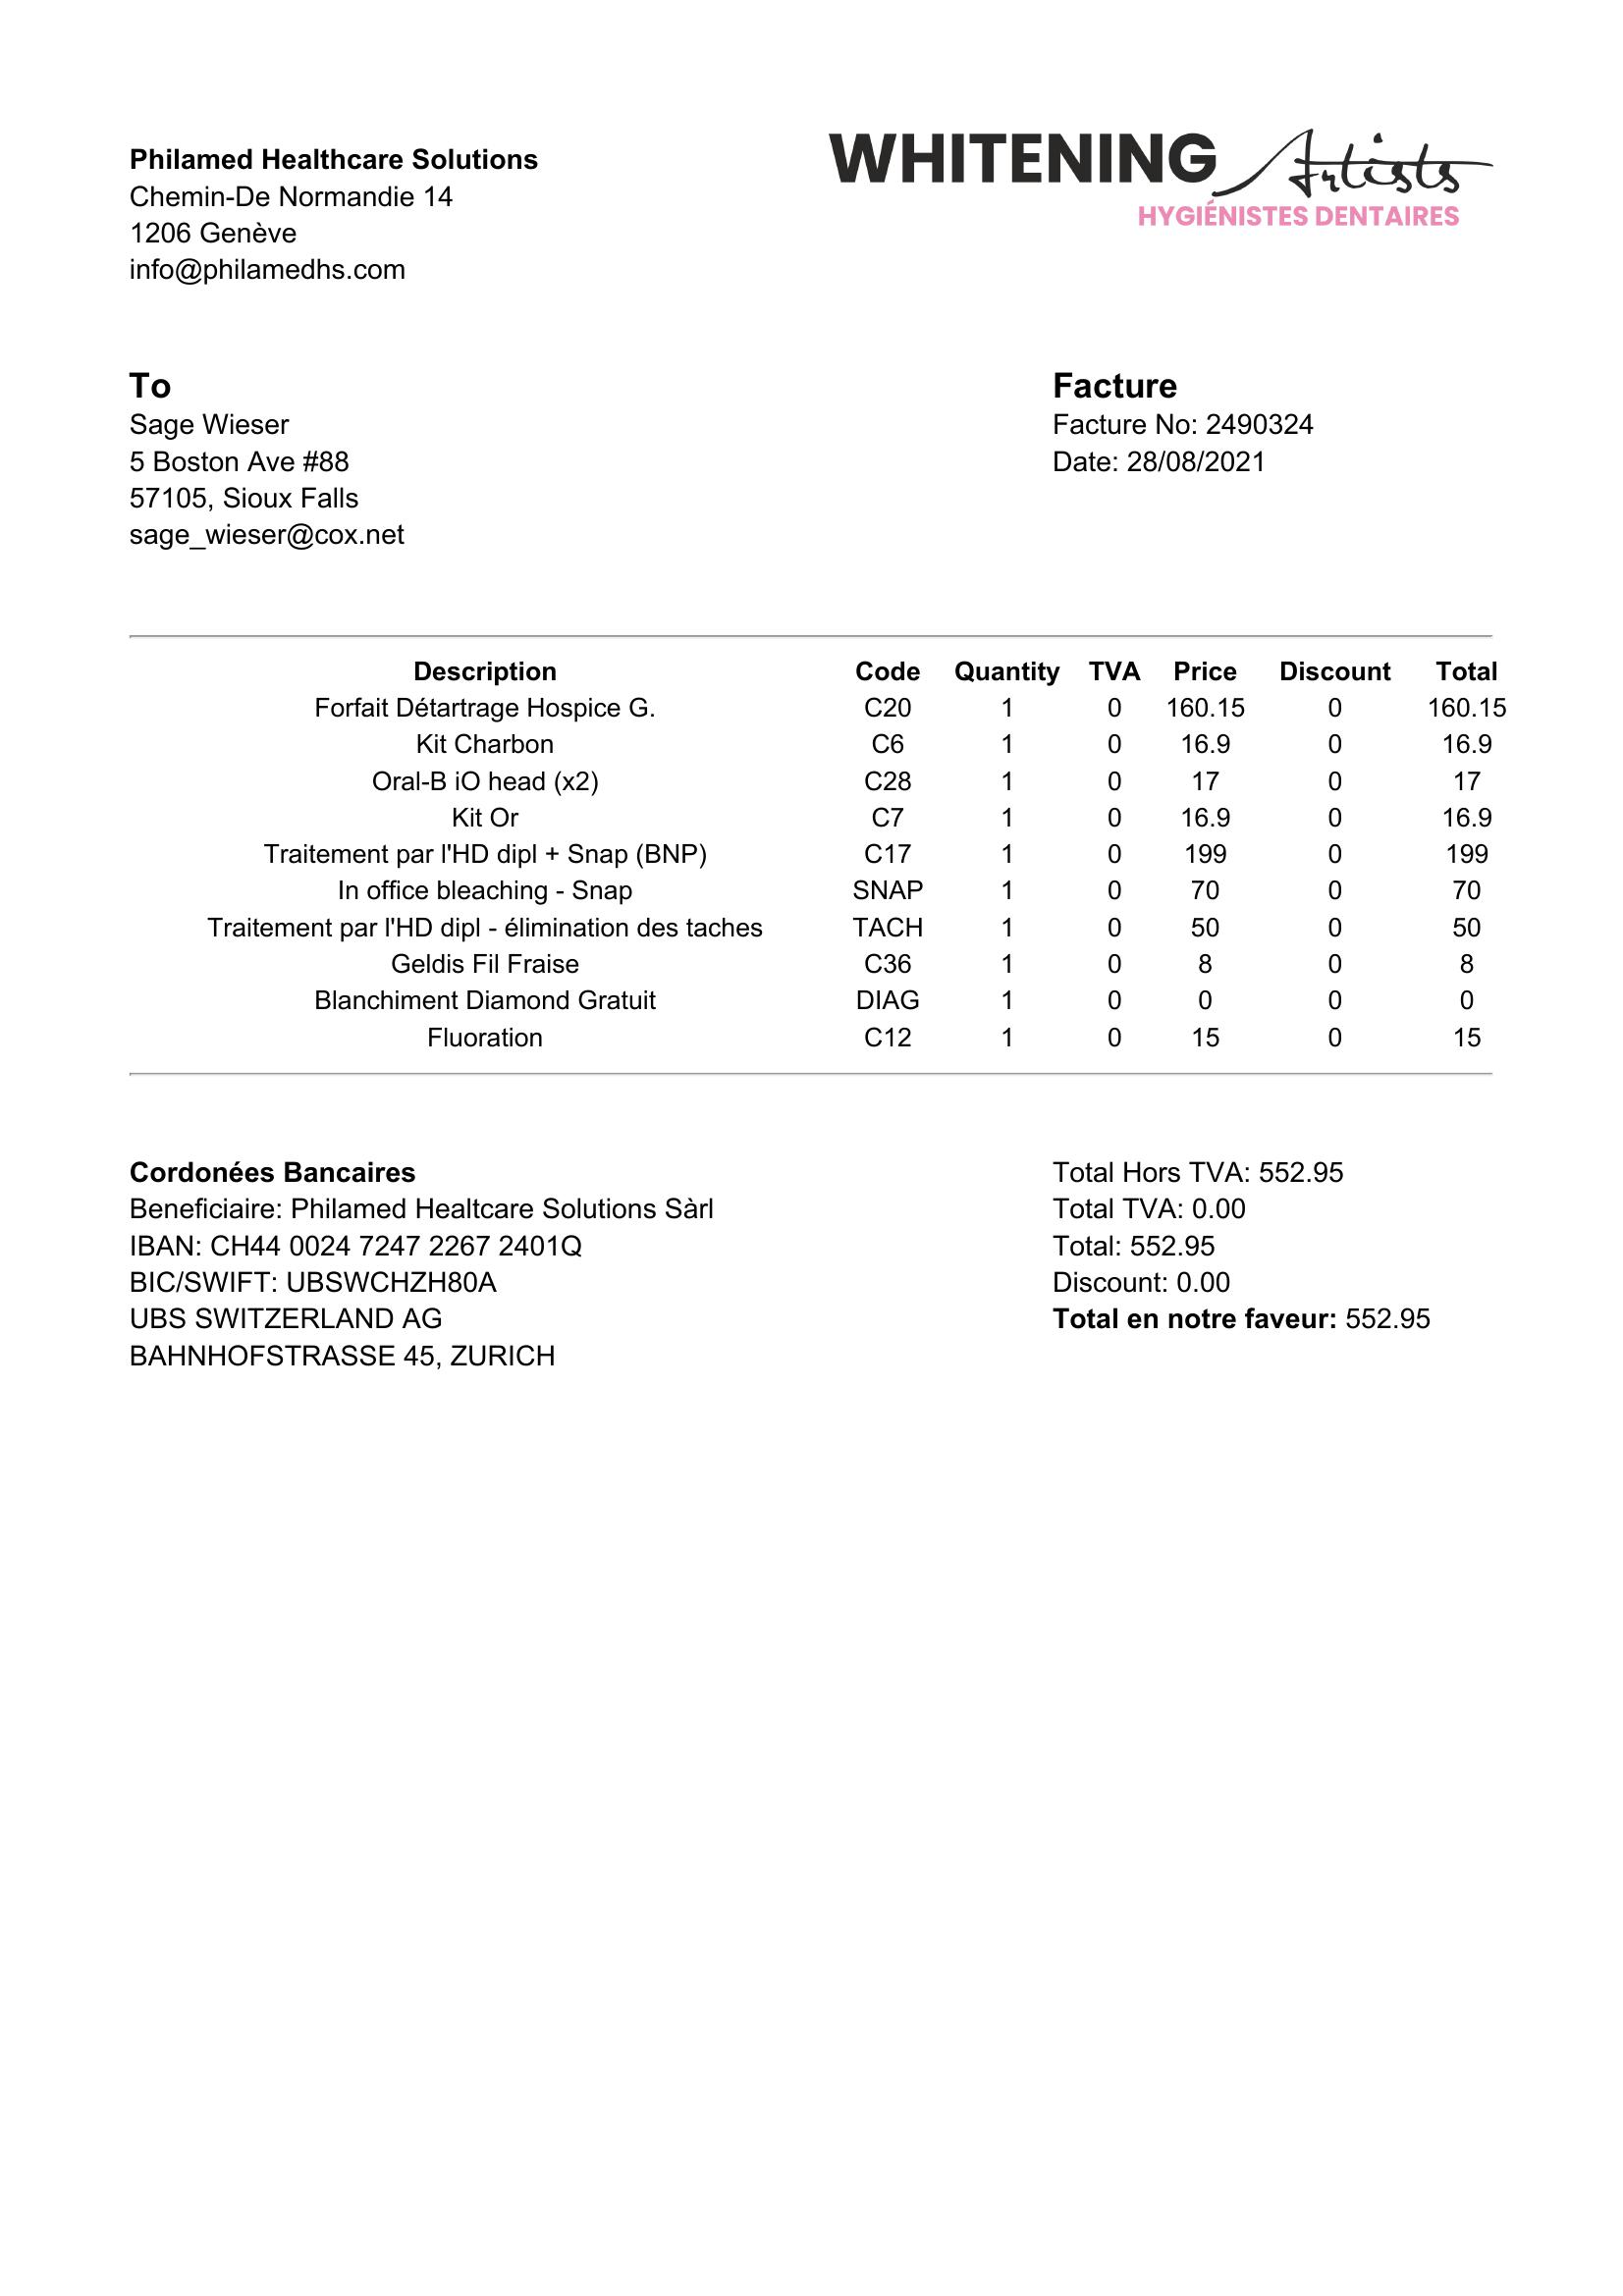 Philamed Healthcare Solutions
Chemin-De Normandie 14
1206 Genève
info@philamedhs.com
WHITENING Artists
HYGIÉNISTES DENTAIRES
To
Sage Wieser
5 Boston Ave #88
57105, Sioux Falls
sage_wieser@cox.net
Facture
Facture No: 2490324
Date: 28/08/2021
Description Code Quantity TVA Price Discount Total
Forfait Détartrage Hospice G. C20 1 0 160.15 0 160.15
Kit Charbon C6 1 0 16.9 0 16.9
Oral-B iO head (x2) C28 1 0 17 0 17
Kit Or C7 1 0 16.9 0 16.9
Traitement par l'HD dipl + Snap (BNP) C17 1 0 199 0 199
In office bleaching - Snap SNAP 1 0 70 0 70
Traitement par l'HD dipl - élimination des taches TACH 1 0 50 0 50
Geldis Fil Fraise C36 1 0 8 0 8
Blanchiment Diamond Gratuit DIAG 1 0 0 0 0
Fluoration C12 1 0 15 0 15
Cordonées Bancaires
Beneficiaire: Philamed Healtcare Solutions Sàrl
IBAN: CH44 0024 7247 2267 2401Q
BIC/SWIFT: UBSWCHZH80A
UBS SWITZERLAND AG
BAHNHOFSTRASSE 45, ZURICH
Total Hors TVA: 552.95
Total TVA: 0.00
Total: 552.95
Discount: 0.00
Total en notre faveur: 552.95